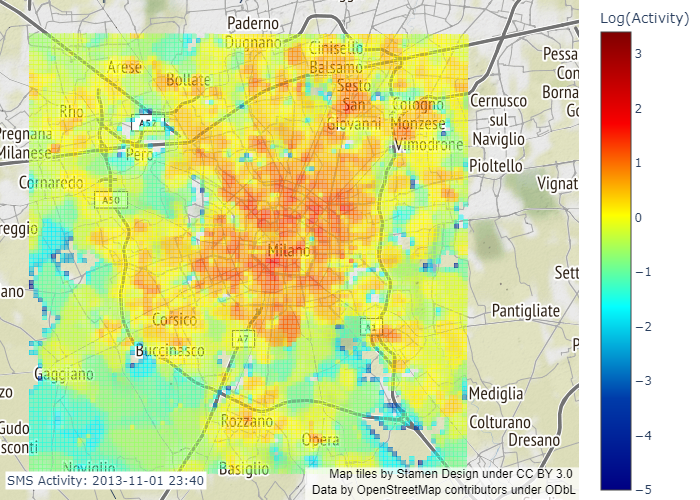 Log(Activity)
Paderno
Dugnano
Cinisello
Balsamo
Arese
Bollate
Sesto
San
Giovanni
Rho
A52
Cologno
Monzese
Cernusco
sul
Naviglio
Pessa
Con
Borna
Go
Pregnana
Milanese
Pero
Vimodrone
Pioltello
Cornaredo
Vignat
A50
reggio
Milano
ano
Sett
Pantigliate
Corsico
A7
A1
P
Buccinasco
Gaggiano
zo
Mediglia
Rozzano
Colturano
Gudo
sconti
Opera
Dresano
Noviglio
Basiglio
3
2
1
0
−1
−2
−3
−4
−5
SMS Activity: 2013-11-01 23:40
Map tiles by Stamen Design under CC BY 3.0
Data by OpenStreetMap contributors under ODbL